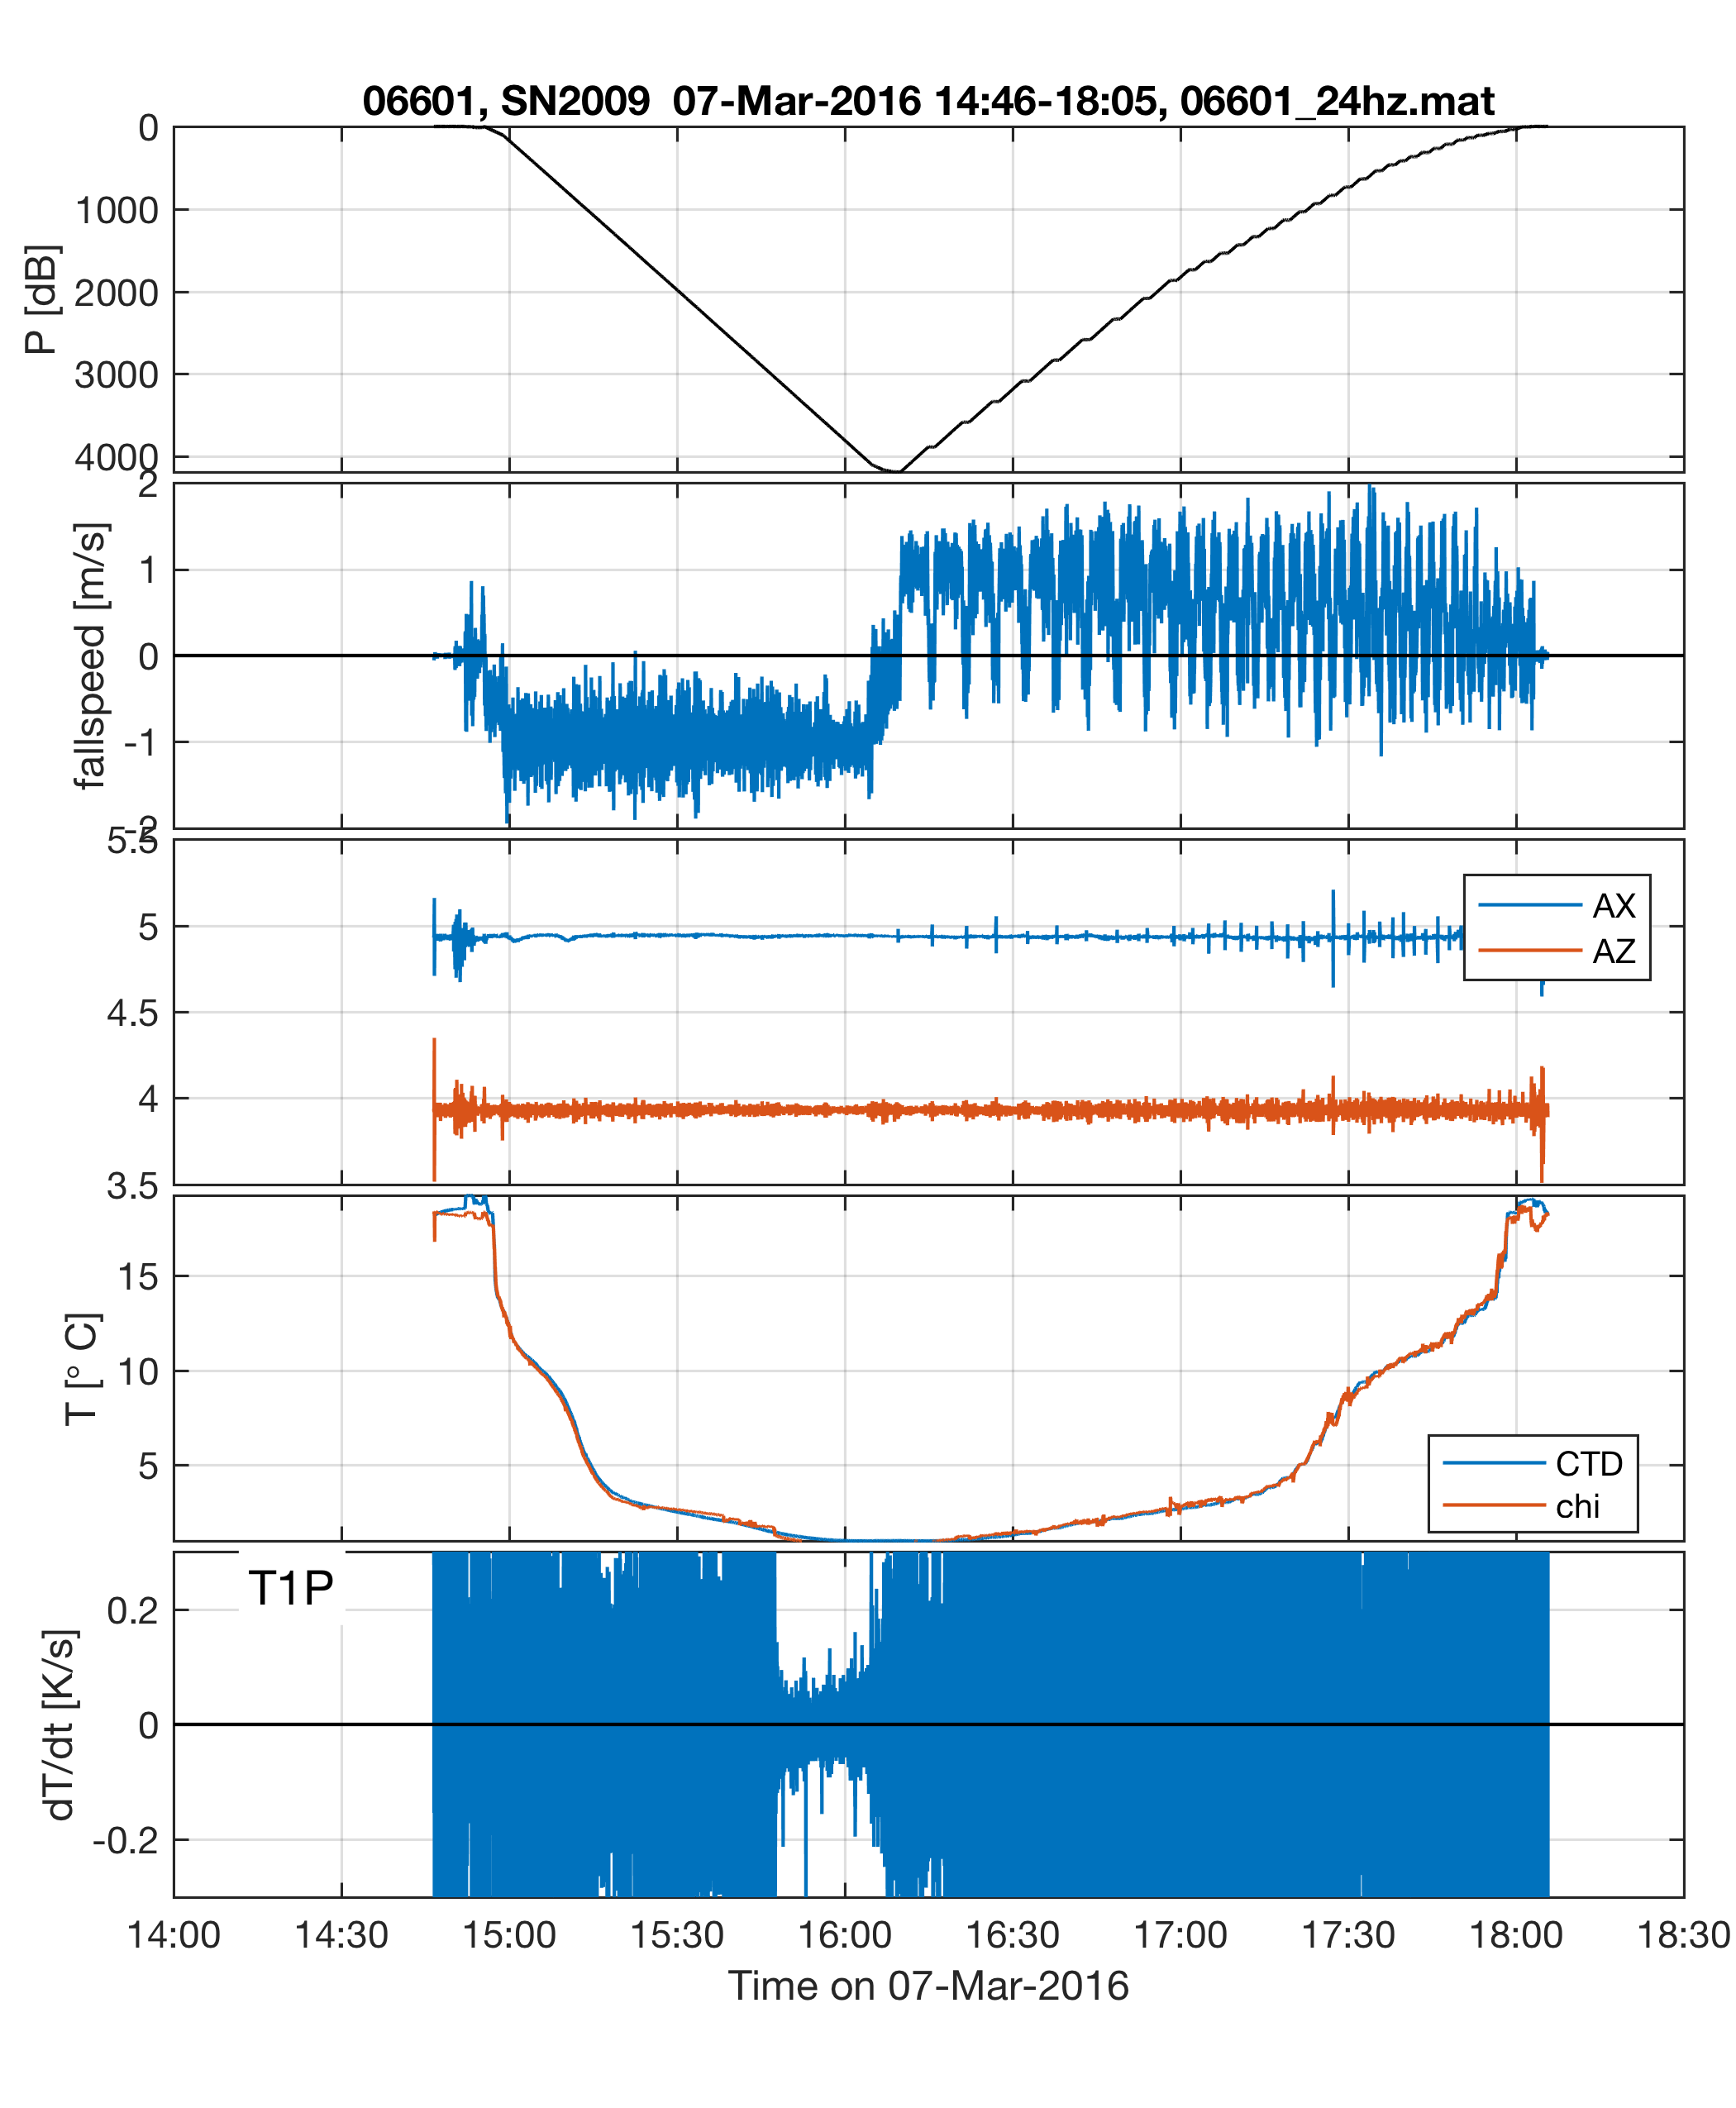 06601, SN2009  07-Mar-2016 14:46-18:05, 06601_24hz.mat
0
1000
2000
3000
4000
P [dB]
2
1
0
-1
-2
fallspeed [m/s]
5.5
5
4.5
4
3.5
AX
AZ
15
10
5
T [° C]
CTD
chi
T1P
0.2
0
-0.2
dT/dt [K/s]
14:00 14:30 15:00 15:30 16:00 16:30 17:00 17:30 18:00 18:30
Time on 07-Mar-2016